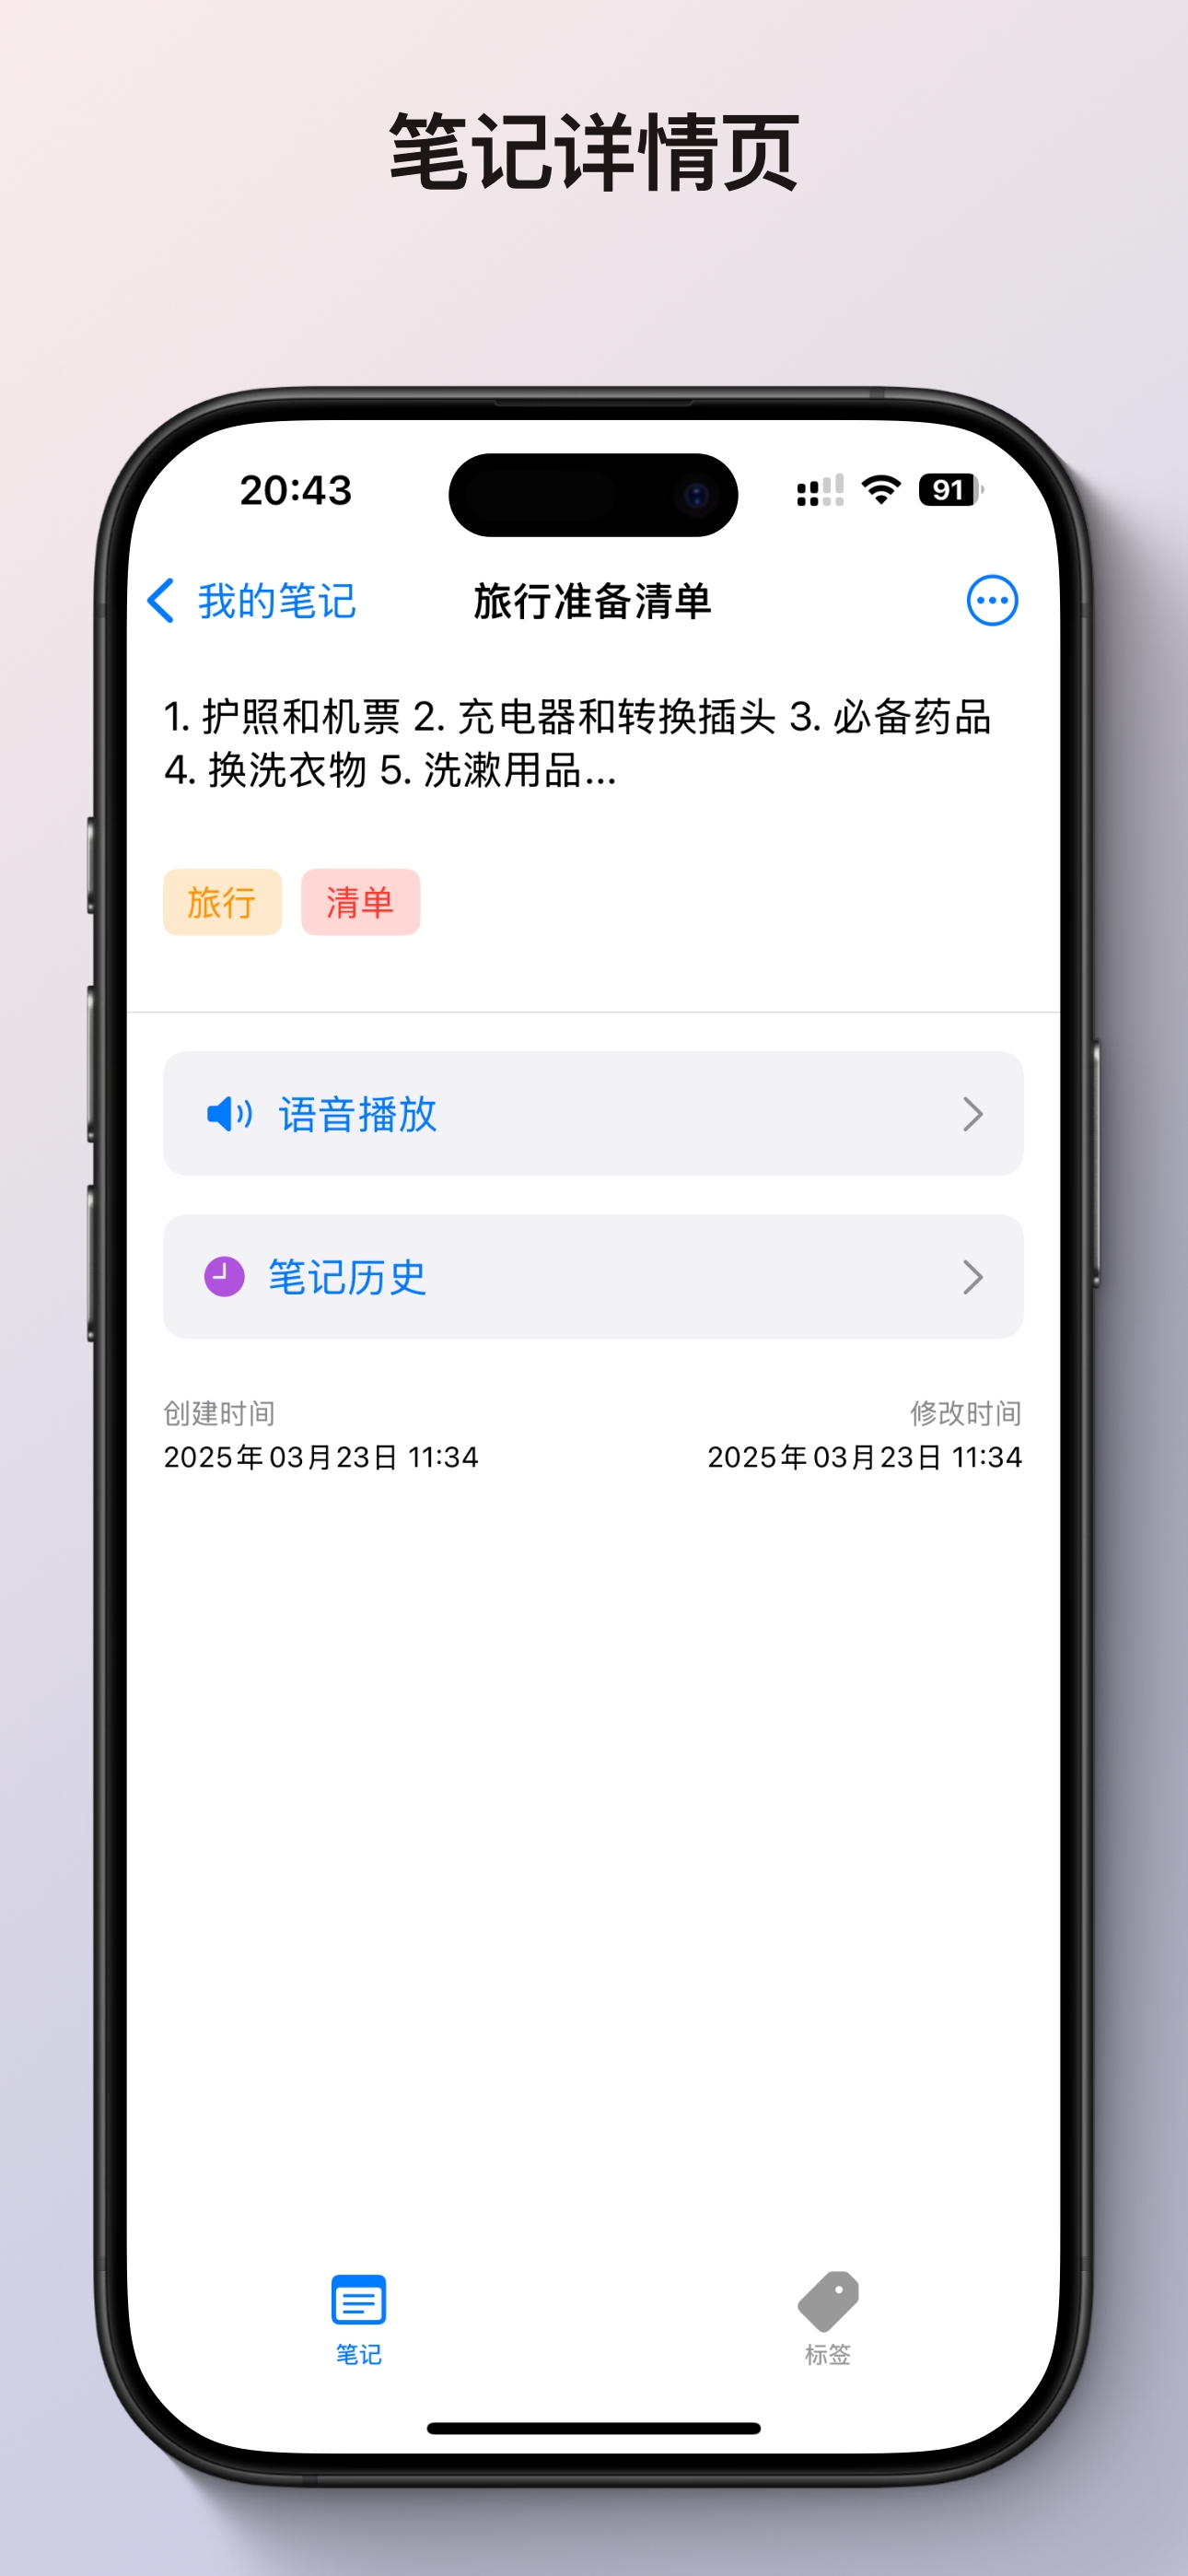 笔记详情页
20:43
91
我的笔记
旅行准备清单
1. 护照和机票 2. 充电器和转换插头 3. 必备药品
4. 换洗衣物 5. 洗漱用品...
旅行
清单
语音播放
笔记历史
创建时间
修改时间
2025年03月23日 11:34
2025年03月23日 11:34
笔记
标签